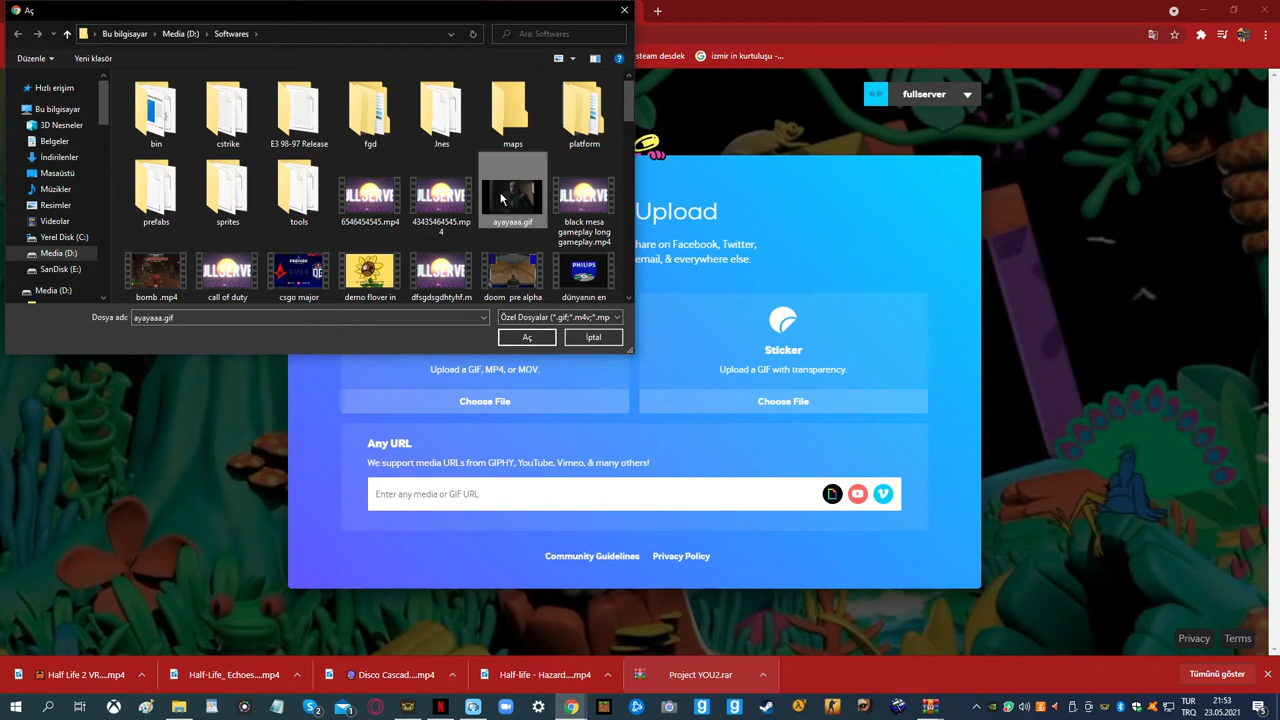 Aç
Bu bilgisayar
Media (D:)
Softwares
Ara: Softwares
Düzenle
Yeni klasör
steam desdek
izmir in kurtuluşu -...
Hızlı erişim
Bu bilgisayar
3D Nesneler
Belgeler
İndirilenler
Masaüstü
Müzikler
Resimler
Videolar
Yerel Disk (C:)
Media (D:)
SanDisk (E:)
Media (D:)
bin
cstrike
E3 98-97 Release
fgd
Jnes
maps
platform
prefabs
sprites
tools
6546454545.mp4
43435464545.mp
4
ayayaaa.gif
black mesa
gameplay long
gameplay.mp4
bomb .mp4
call of duty
csgo major
demo flover in
dfsgdsgdhtyhf.m
doom pre alpha
dünyanın en
PHILIPS
Dosya adı:
ayayaaa.gif
Özel Dosyalar (*.gif;*.m4v;*.mp
Aç
İptal
fullserver
Upload
share on Facebook, Twitter,
email, & everywhere else.
Upload a GIF, MP4, or MOV.
Choose File
Sticker
Upload a GIF with transparency.
Choose File
Any URL
We support media URLs from GIPHY, YouTube, Vimeo, & many others!
Enter any media or GIF URL
Community Guidelines
Privacy Policy
Privacy
Terms
Half Life 2 VR....mp4
Half-Life_ Echoes....mp4
Disco Cascad....mp4
Half-life - Hazard....mp4
Project YOU2.rar
Tümünü göster
TUR
TRQ
21:53
23.05.2021